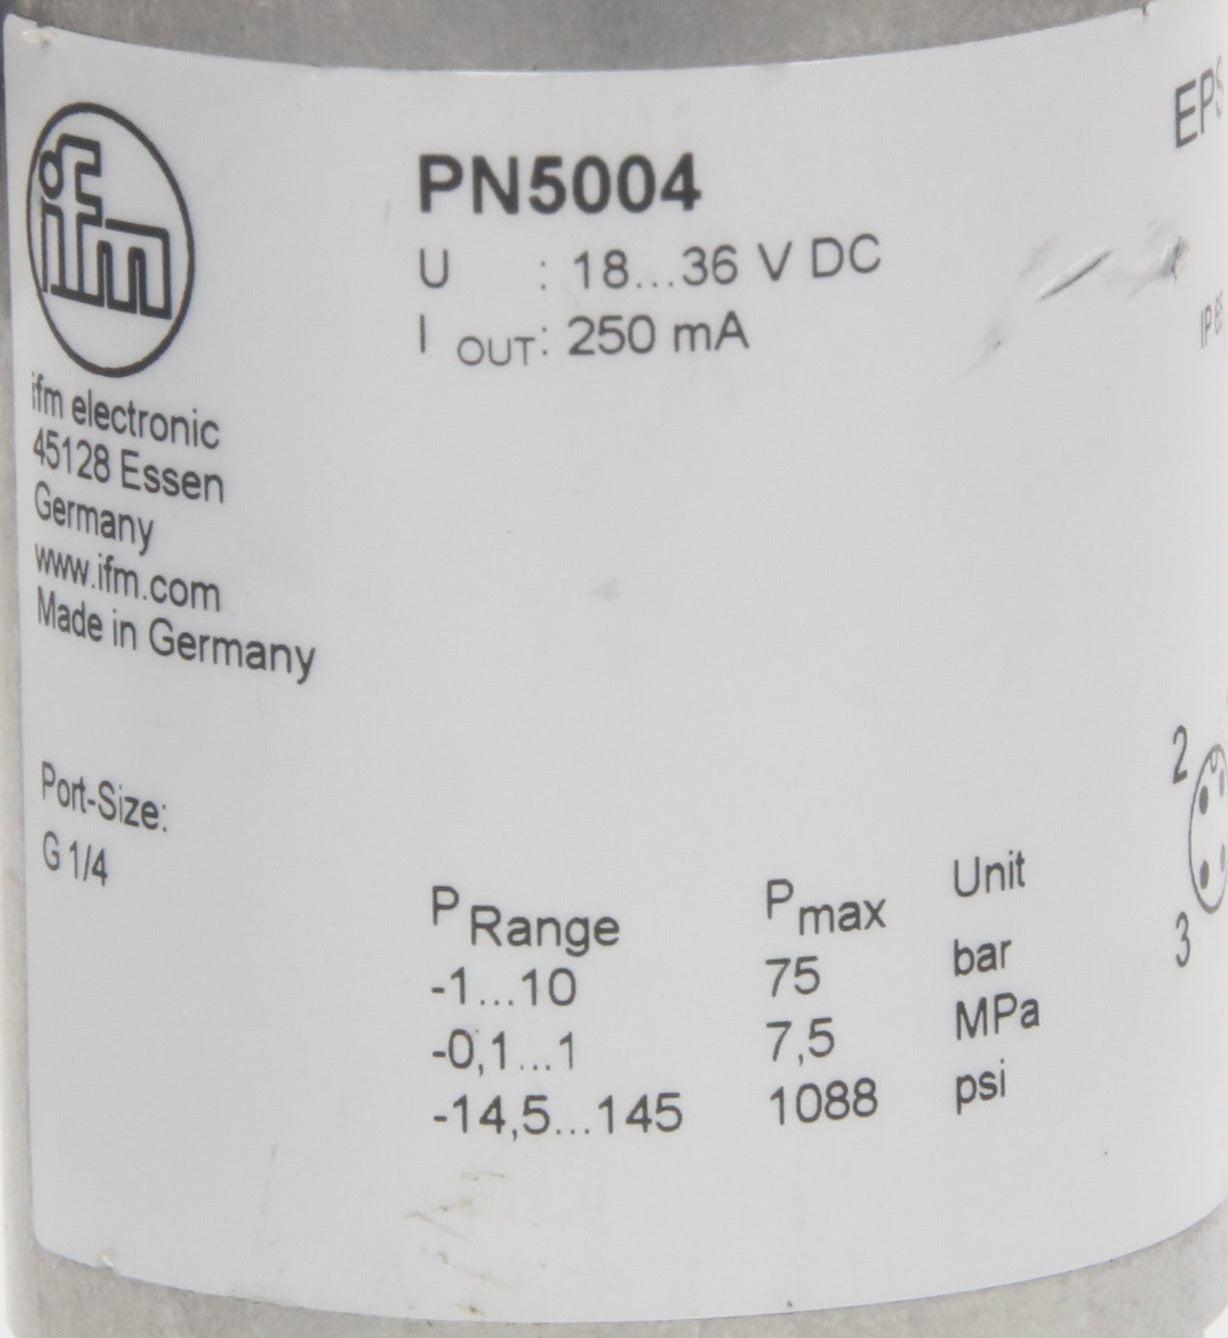 ifm
ifm electronic
45128 Essen
Germany
www.ifm.com
Made in Germany
Port-Size:
G 1/4
PN5004
U : 18...36 V DC
I OUT: 250 mA
P Range P max Unit
-1...10 75 bar
-0,1...1 7,5 MPa
-14,5...145 1088 psi
2
3